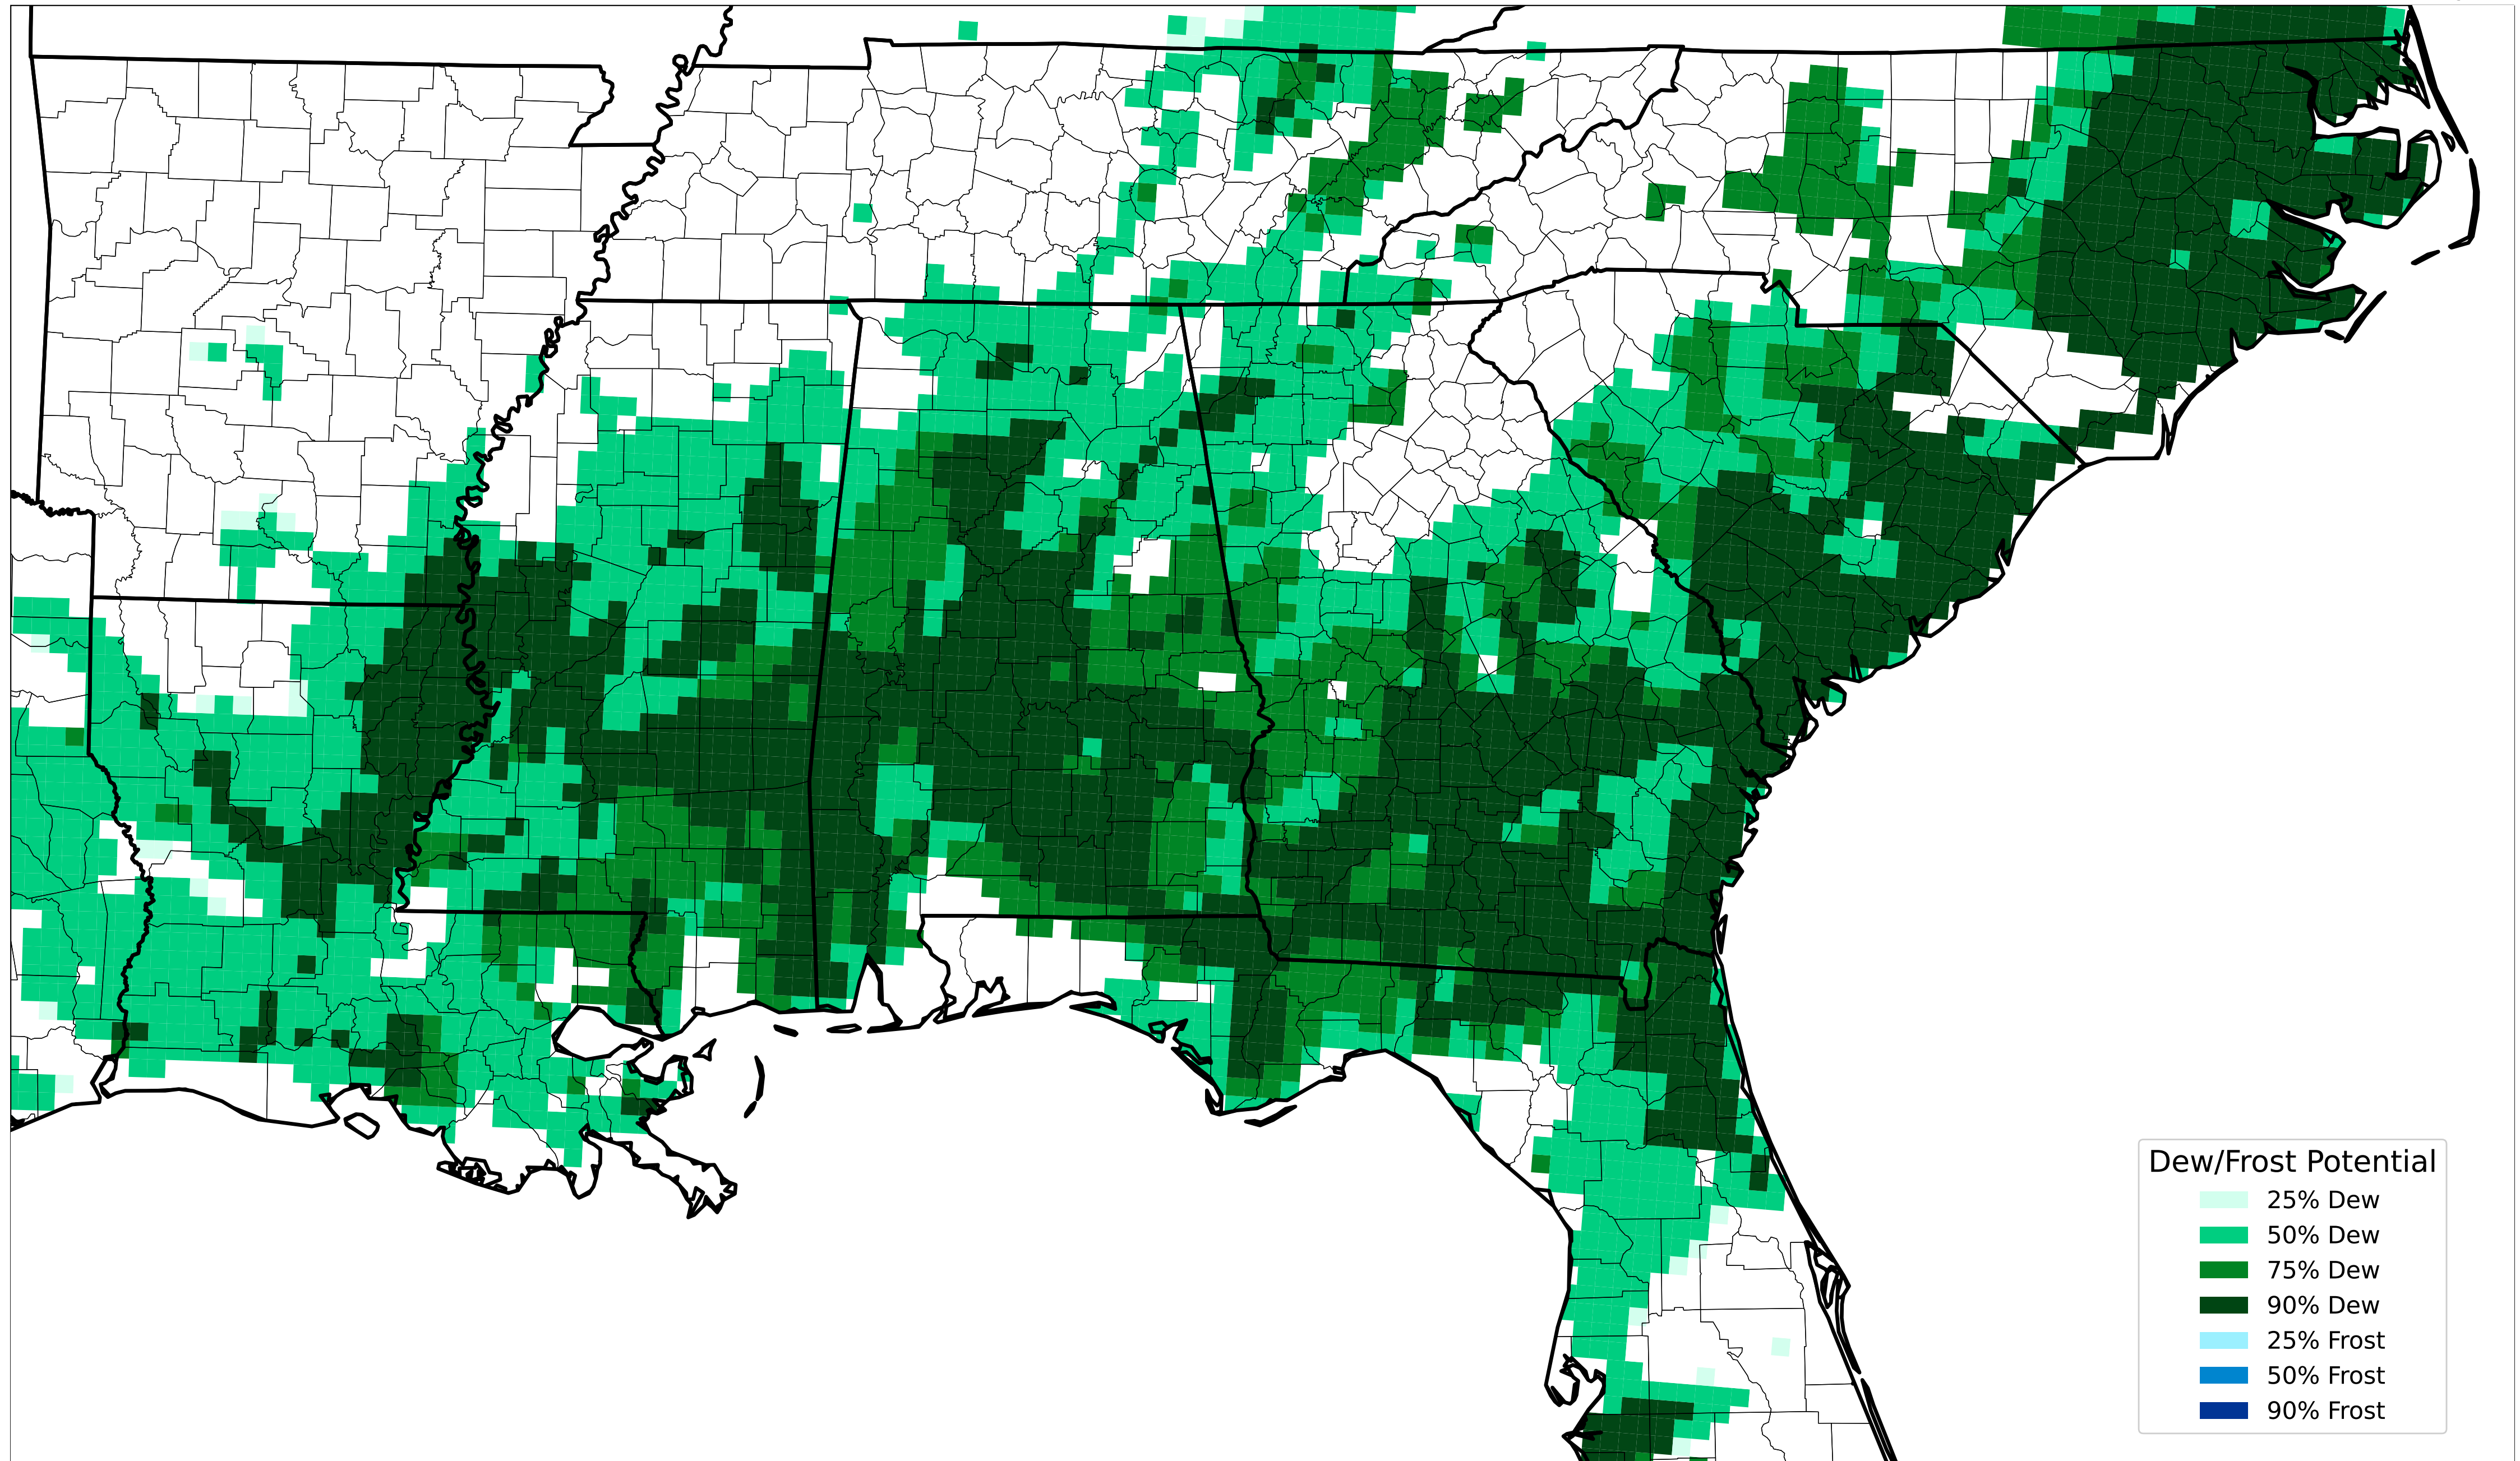 Dew/Frost Potential
25% Dew
50% Dew
75% Dew
90% Dew
25% Frost
50% Frost
90% Frost